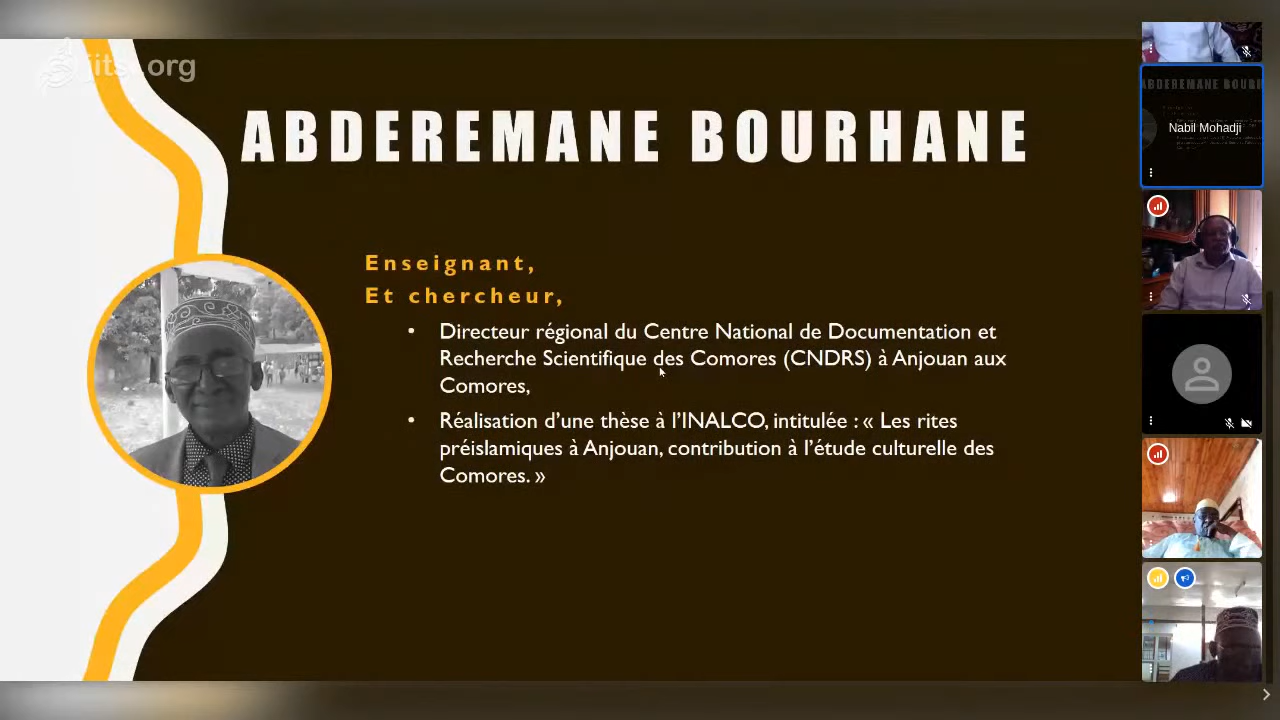 jitsi.org
ABDEREMANE BOURHANE
Nabil Mohadji
Enseignant,
Et chercheur,
• Directeur régional du Centre National de Documentation et
Recherche Scientifique des Comores (CNDRS) à Anjouan aux
Comores,
• Réalisation d’une thèse à l’INALCO, intitulée : « Les rites
préislamiques à Anjouan, contribution à l’étude culturelle des
Comores. »